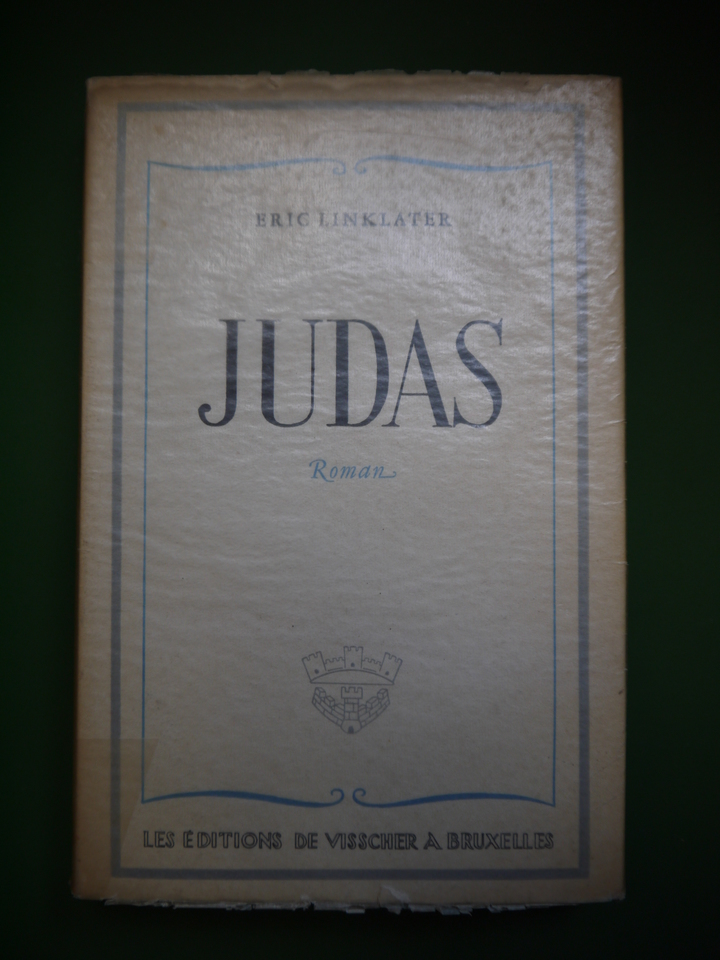 ERIC LINKLATER
JUDAS
Roman
LES ÉDITIONS DE VISSCHER A BRUXELLES